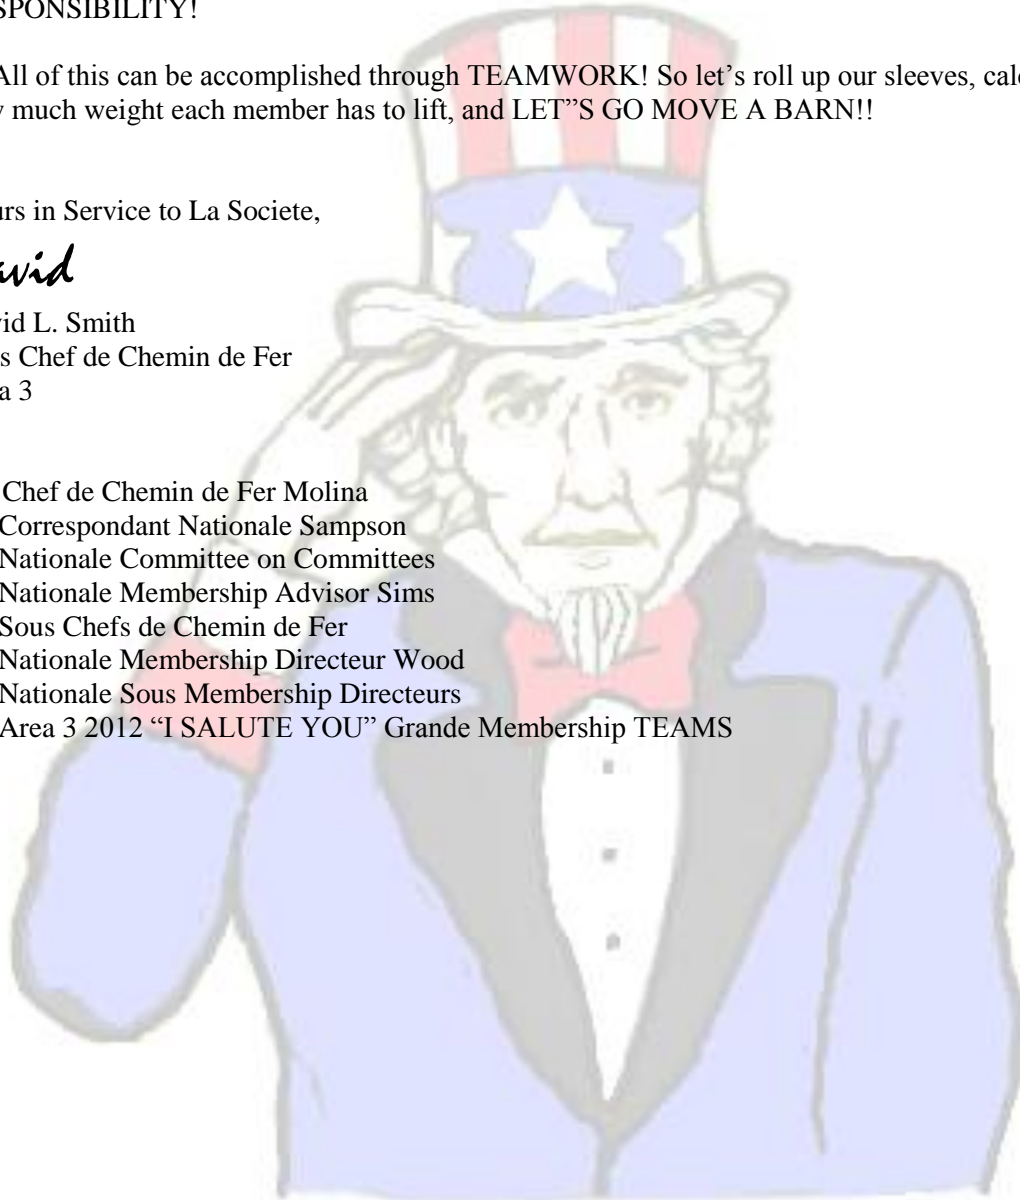 SPONSIBILITY!
All of this can be accomplished through TEAMWORK! So let’s roll up our sleeves, calc
much weight each member has to lift, and LET”S GO MOVE A BARN!!
urs in Service to La Societe,
avid
vid L. Smith
s Chef de Chemin de Fer
a 3
Chef de Chemin de Fer Molina
Correspondant Nationale Sampson
Nationale Committee on Committees
Nationale Membership Advisor Sims
Sous Chefs de Chemin de Fer
Nationale Membership Directeur Wood
Nationale Sous Membership Directeurs
Area 3 2012 “I SALUTE YOU” Grande Membership TEAMS